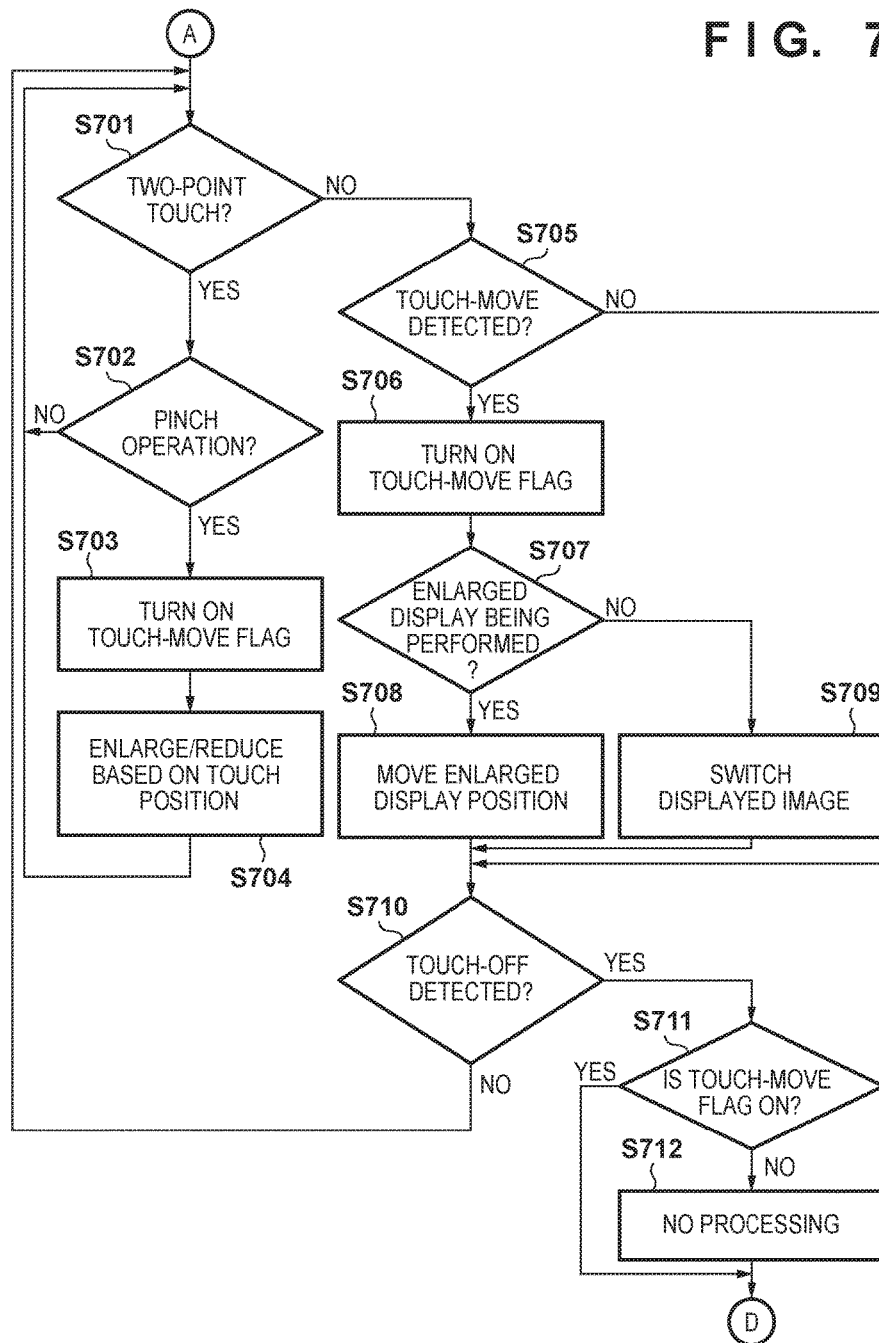 FIG. 7
A
S701
TWO-POINT
TOUCH?
NO
YES
S705
TOUCH-MOVE
DETECTED?
NO
YES
S702
PINCH
OPERATION?
NO
YES
S706
TURN ON
TOUCH-MOVE FLAG
S703
TURN ON
TOUCH-MOVE FLAG
S707
ENLARGED
DISPLAY BEING
PERFORMED
?
NO
YES
S704
ENLARGE/REDUCE
BASED ON TOUCH
POSITION
S708
MOVE ENLARGED
DISPLAY POSITION
S709
SWITCH
DISPLAYED IMAGE
S710
TOUCH-OFF
DETECTED?
YES
NO
S711
IS TOUCH-MOVE
FLAG ON?
YES
NO
S712
NO PROCESSING
D